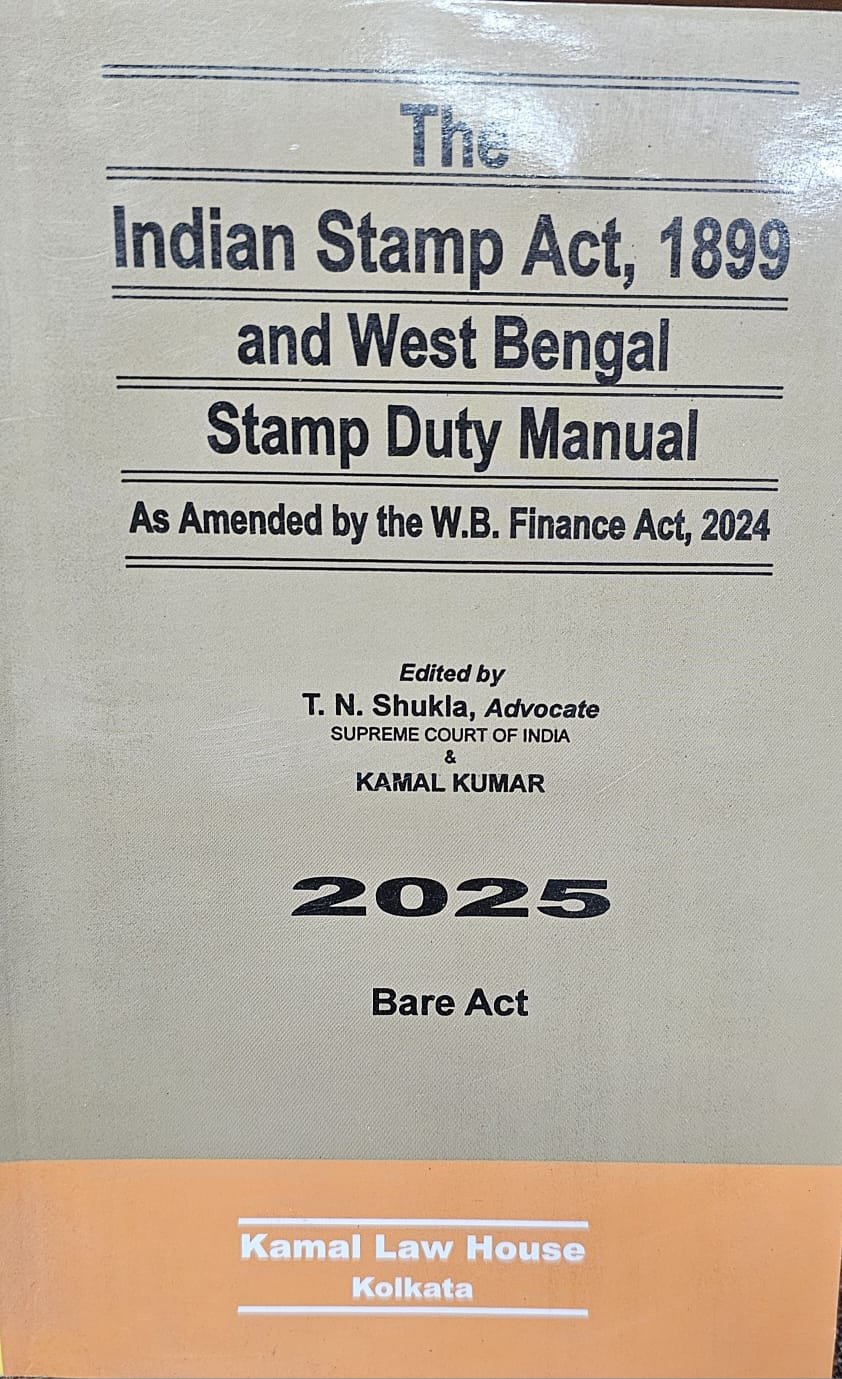 The
Indian Stamp Act, 1899
and West Bengal
Stamp Duty Manual
As Amended by the W.B. Finance Act, 2024
Edited by
T. N. Shukla, Advocate
SUPREME COURT OF INDIA
&
KAMAL KUMAR
2025
Bare Act
Kamal Law House
Kolkata